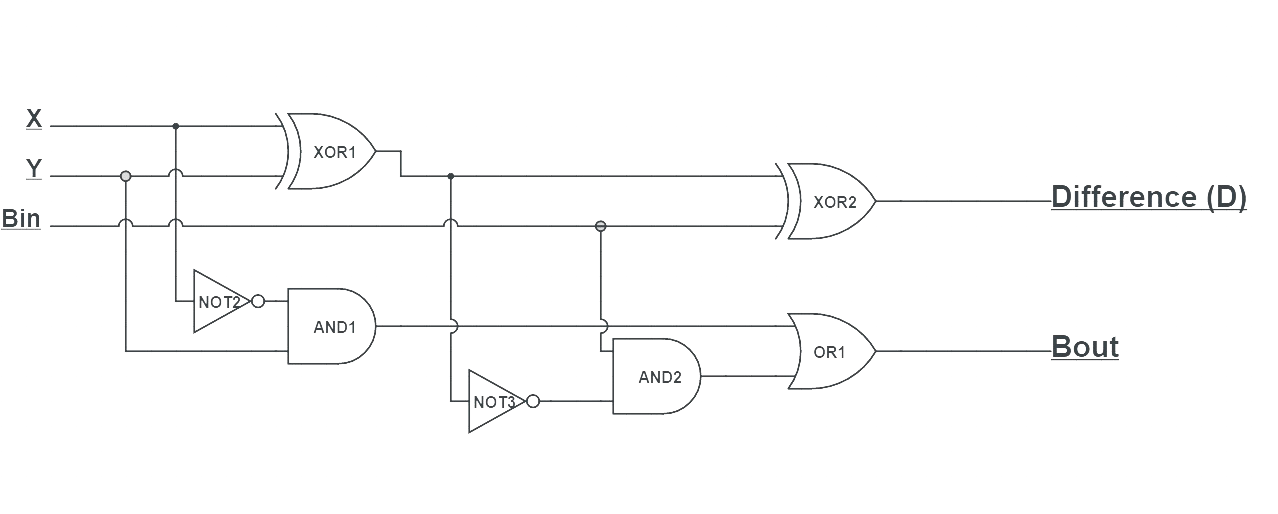 X
XOR1
Y
XOR2
Difference (D)
Bin
NOT2
AND1
OR1
Bout
AND2
NOT3